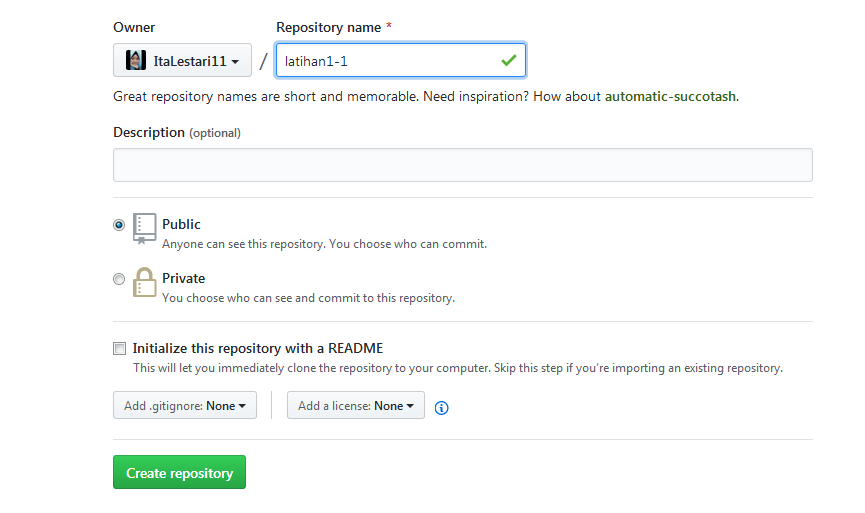 Owner
Repository name *
ItaLestari11 / latihan1-1
Great repository names are short and memorable. Need inspiration? How about automatic-succotash.
Description (optional)
Public
Anyone can see this repository. You choose who can commit.
Private
You choose who can see and commit to this repository.
Initialize this repository with a README
This will let you immediately clone the repository to your computer. Skip this step if you’re importing an existing repository.
Add .gitignore: None
Add a license: None
Create repository